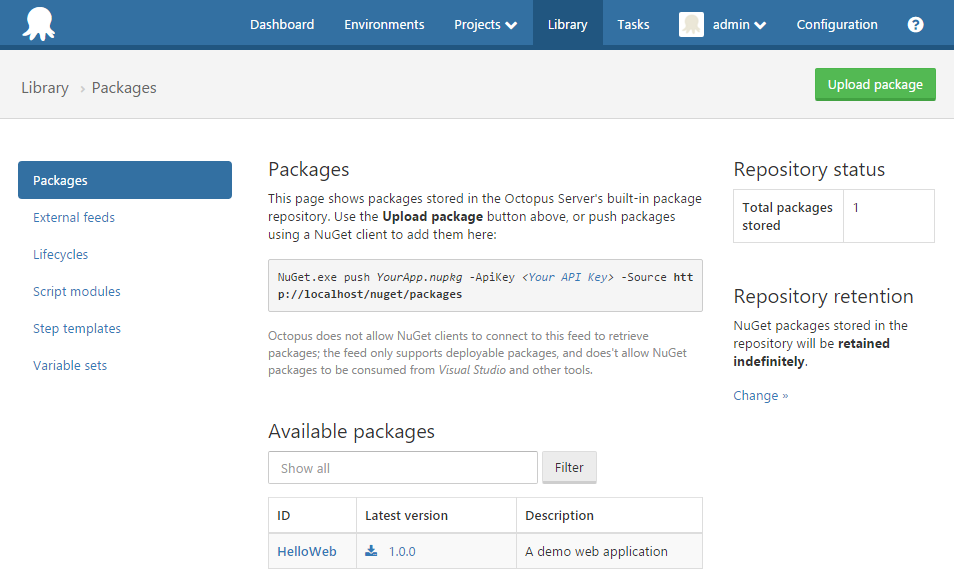 Dashboard Environments Projects Library Tasks admin Configuration ?
Library › Packages
Upload package
Packages
External feeds
Lifecycles
Script modules
Step templates
Variable sets
Packages
This page shows packages stored in the Octopus Server's built-in package
repository. Use the Upload package button above, or push packages
using a NuGet client to add them here:
NuGet.exe push YourApp.nupkg -ApiKey <Your API Key> -Source htt
p://localhost/nuget/packages
Octopus does not allow NuGet clients to connect to this feed to retrieve
packages; the feed only supports deployable packages, and does't allow NuGet
packages to be consumed from Visual Studio and other tools.
Available packages
Show all
Filter
ID Latest version Description
HelloWeb 1.0.0 A demo web application
Repository status
Total packages
stored
1
Repository retention
NuGet packages stored in the
repository will be retained
indefinitely.
Change »